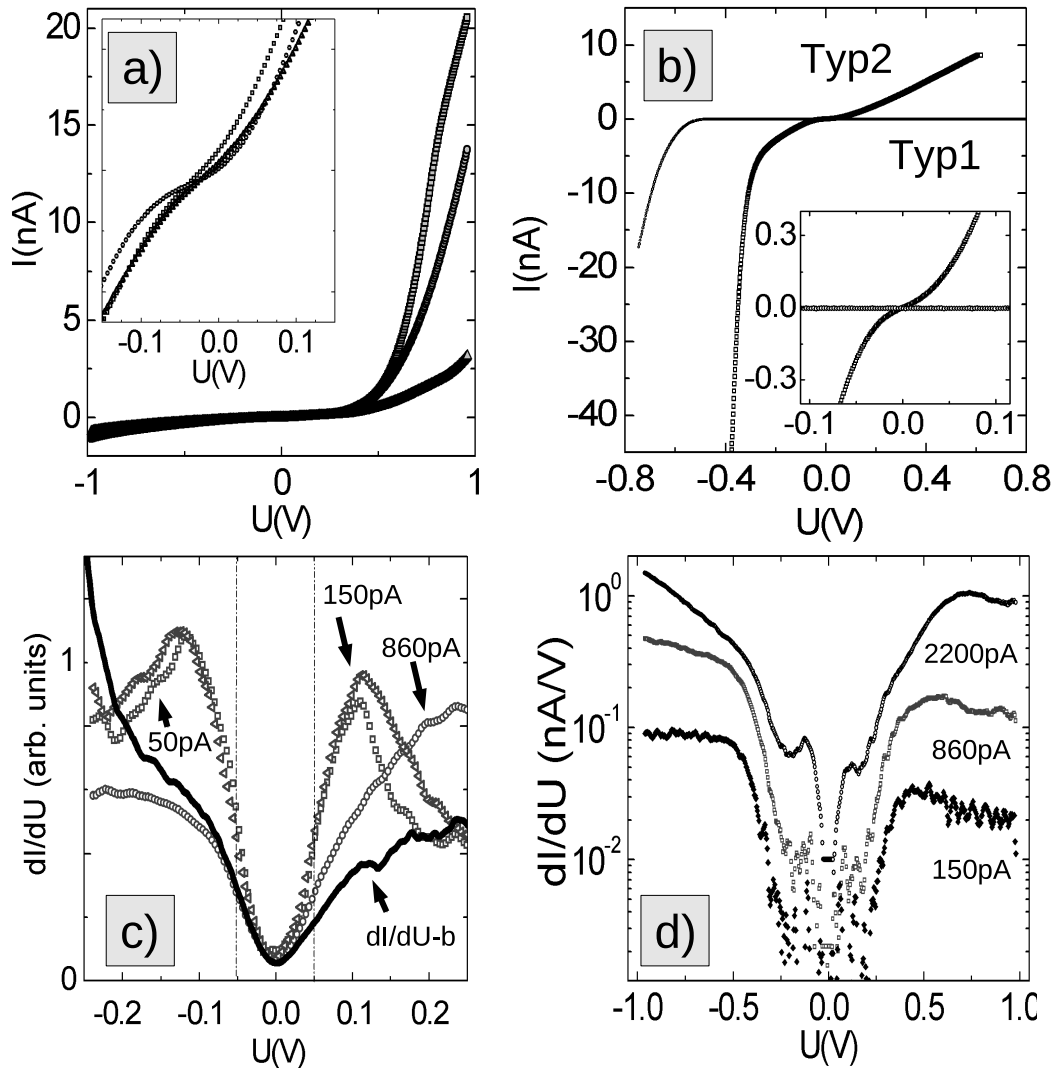 a)
I(nA)
20
15
10
5
0
-1 0 1
U(V)
-0.1 0.0 0.1
U(V)
b)
Typ2
Typ1
I(nA)
10
0
-10
-20
-30
-40
-0.8 -0.4 0.0 0.4 0.8
U(V)
0.3
0.0
-0.3
-0.1 0.0 0.1
c)
dI/dU (arb. units)
1
0
150pA
860pA
50pA
dI/dU-b
-0.2 -0.1 0.0 0.1 0.2
U(V)
d)
dI/dU (nA/V)
10⁰
10⁻¹
10⁻²
2200pA
860pA
150pA
-1.0 -0.5 0.0 0.5 1.0
U(V)